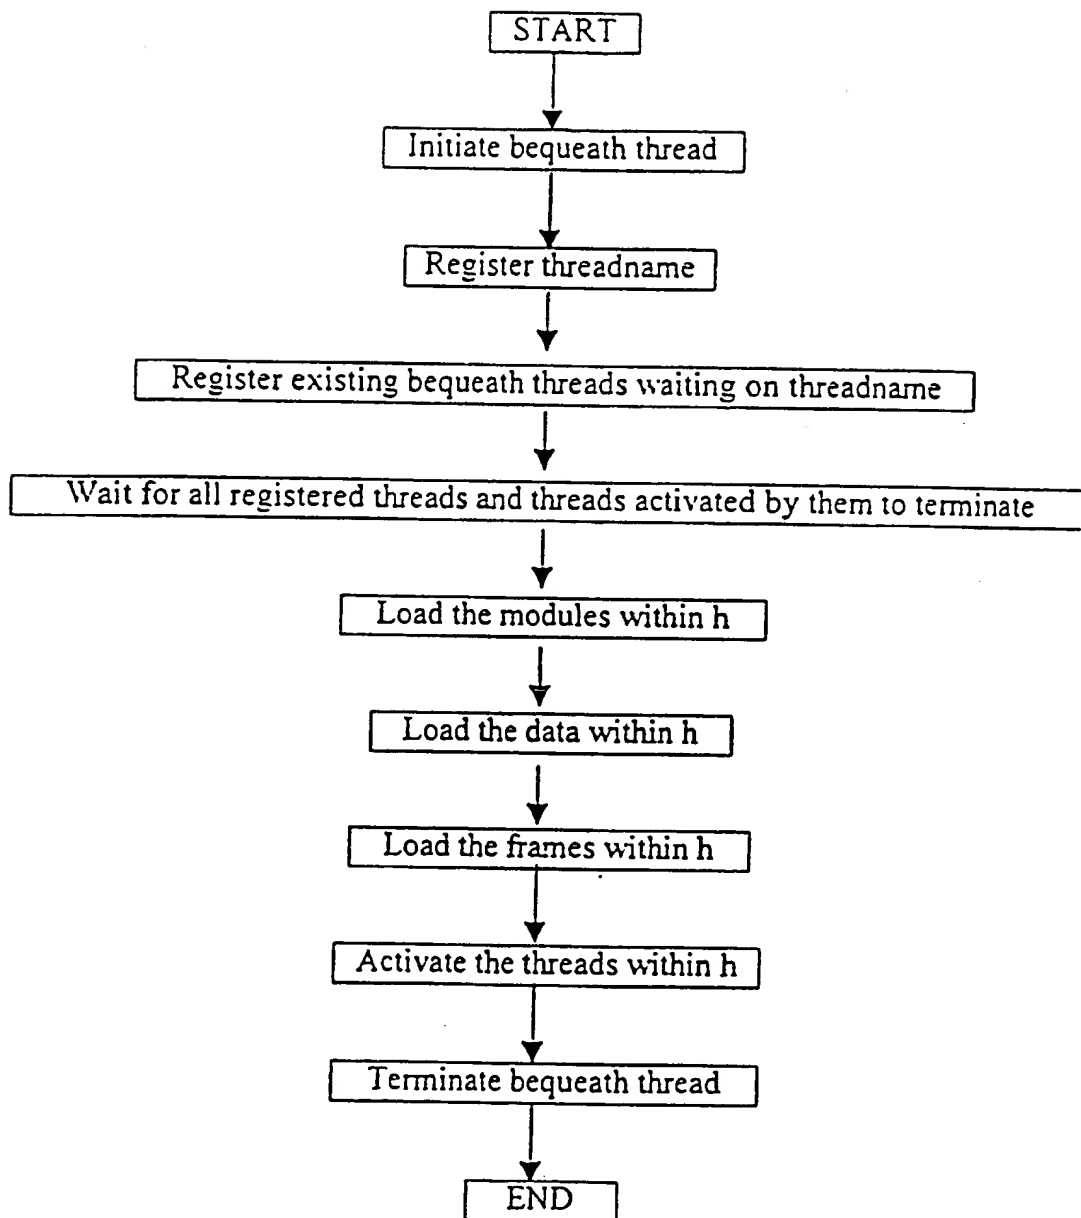 START
Initiate bequeath thread
Register threadname
Register existing bequeath threads waiting on threadname
Wait for all registered threads and threads activated by them to terminate
Load the modules within h
Load the data within h
Load the frames within h
Activate the threads within h
Terminate bequeath thread
END